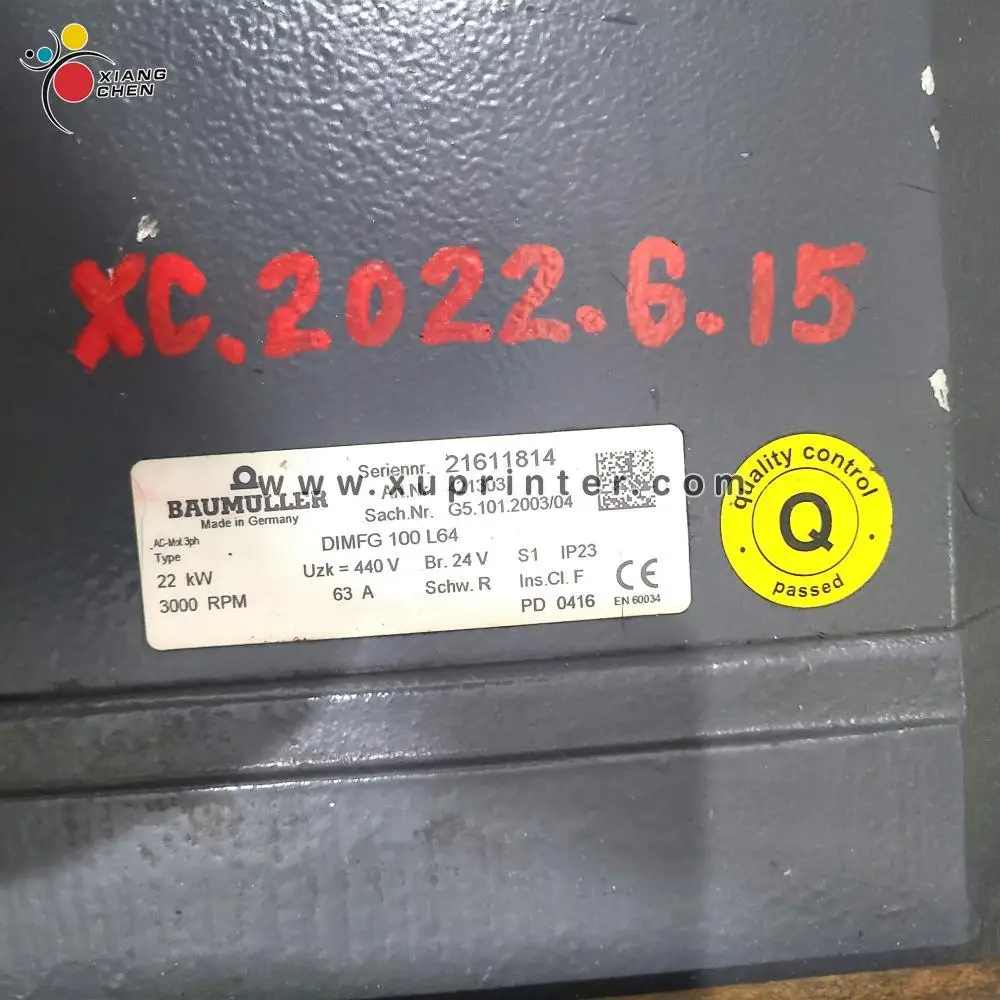 XIANG
CHEN
XC.2022.6.15
BAUMÜLLER
Made in Germany
Seriennr. 21611814
www.xuprinter.com
Sach.Nr. G5.101.2003/04
AC-Mot.3ph
Type
DIMFG 100 L64
22 kW
Uzk = 440 V Br. 24 V S1 IP23
3000 RPM
63 A Schw. R Ins.Cl. F CE
PD 0416 EN 60034
quality control
Q
passed